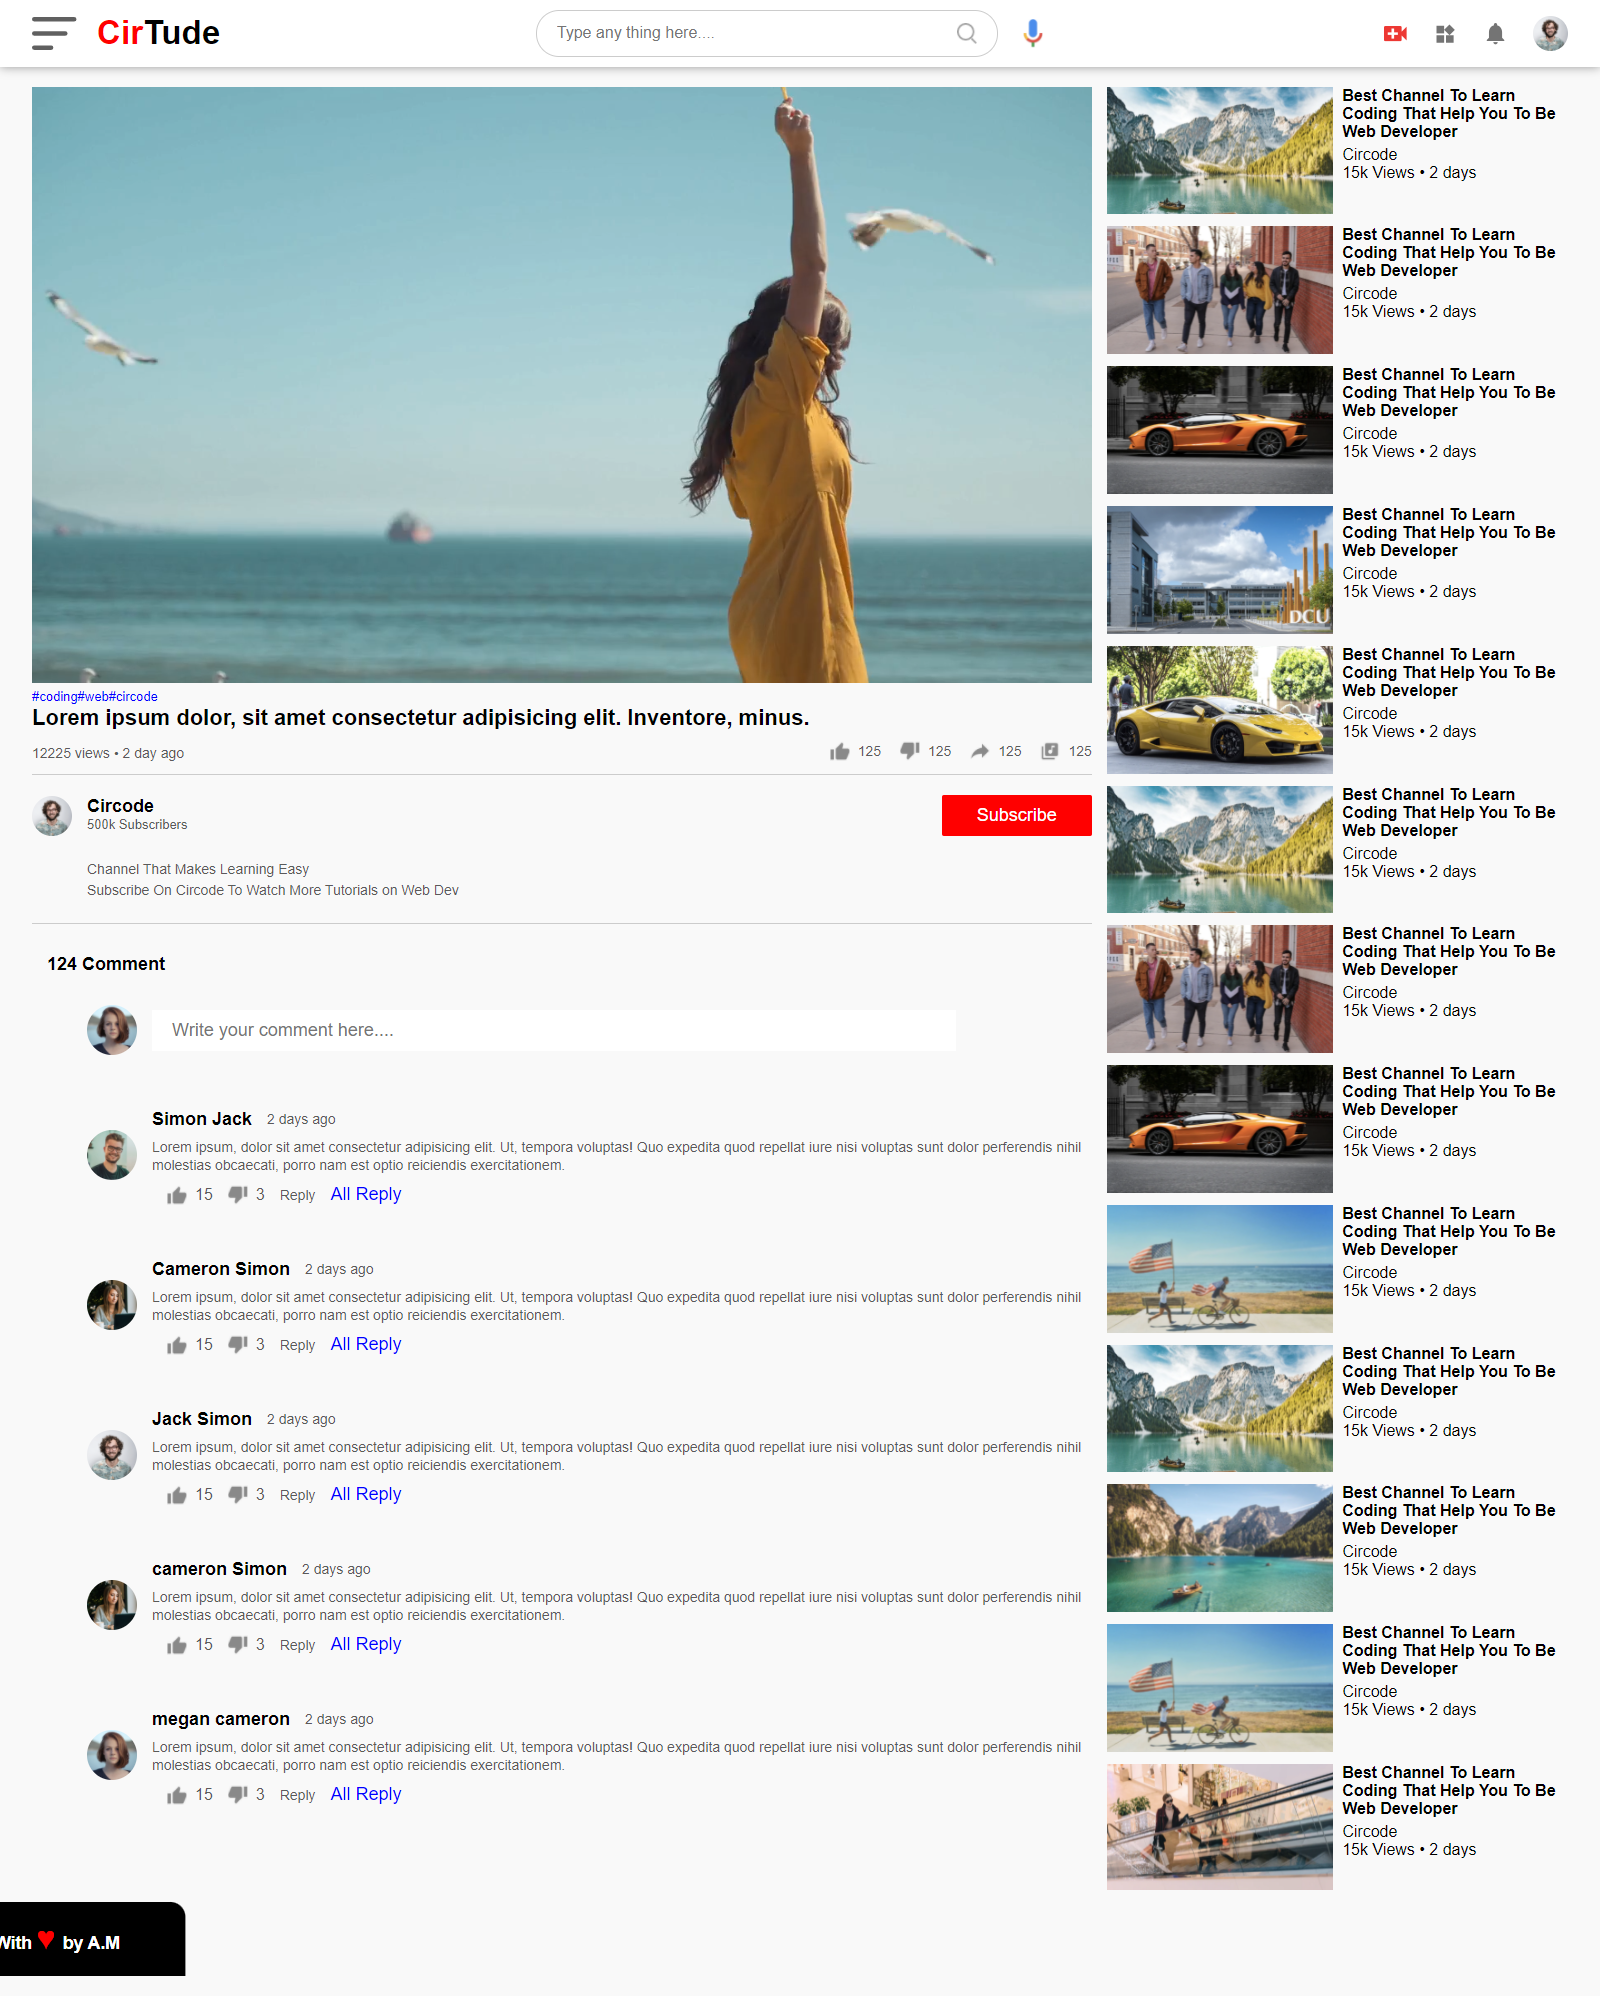 CirTude
Type any thing here....
#coding#web#circode
Lorem ipsum dolor, sit amet consectetur adipisicing elit. Inventore, minus.
12225 views • 2 day ago
125 125 125 125
Circode
500k Subscribers
Subscribe
Channel That Makes Learning Easy
Subscribe On Circode To Watch More Tutorials on Web Dev
124 Comment
Write your comment here....
Simon Jack 2 days ago
Lorem ipsum, dolor sit amet consectetur adipisicing elit. Ut, tempora voluptas! Quo expedita quod repellat iure nisi voluptas sunt dolor perferendis nihil
molestias obcaecati, porro nam est optio reiciendis exercitationem.
15 3 Reply All Reply
Cameron Simon 2 days ago
Lorem ipsum, dolor sit amet consectetur adipisicing elit. Ut, tempora voluptas! Quo expedita quod repellat iure nisi voluptas sunt dolor perferendis nihil
molestias obcaecati, porro nam est optio reiciendis exercitationem.
15 3 Reply All Reply
Jack Simon 2 days ago
Lorem ipsum, dolor sit amet consectetur adipisicing elit. Ut, tempora voluptas! Quo expedita quod repellat iure nisi voluptas sunt dolor perferendis nihil
molestias obcaecati, porro nam est optio reiciendis exercitationem.
15 3 Reply All Reply
cameron Simon 2 days ago
Lorem ipsum, dolor sit amet consectetur adipisicing elit. Ut, tempora voluptas! Quo expedita quod repellat iure nisi voluptas sunt dolor perferendis nihil
molestias obcaecati, porro nam est optio reiciendis exercitationem.
15 3 Reply All Reply
megan cameron 2 days ago
Lorem ipsum, dolor sit amet consectetur adipisicing elit. Ut, tempora voluptas! Quo expedita quod repellat iure nisi voluptas sunt dolor perferendis nihil
molestias obcaecati, porro nam est optio reiciendis exercitationem.
15 3 Reply All Reply
Best Channel To Learn
Coding That Help You To Be
Web Developer
Circode
15k Views • 2 days
Best Channel To Learn
Coding That Help You To Be
Web Developer
Circode
15k Views • 2 days
Best Channel To Learn
Coding That Help You To Be
Web Developer
Circode
15k Views • 2 days
DCU
Best Channel To Learn
Coding That Help You To Be
Web Developer
Circode
15k Views • 2 days
Best Channel To Learn
Coding That Help You To Be
Web Developer
Circode
15k Views • 2 days
Best Channel To Learn
Coding That Help You To Be
Web Developer
Circode
15k Views • 2 days
Best Channel To Learn
Coding That Help You To Be
Web Developer
Circode
15k Views • 2 days
Best Channel To Learn
Coding That Help You To Be
Web Developer
Circode
15k Views • 2 days
Best Channel To Learn
Coding That Help You To Be
Web Developer
Circode
15k Views • 2 days
Best Channel To Learn
Coding That Help You To Be
Web Developer
Circode
15k Views • 2 days
Best Channel To Learn
Coding That Help You To Be
Web Developer
Circode
15k Views • 2 days
Best Channel To Learn
Coding That Help You To Be
Web Developer
Circode
15k Views • 2 days
Best Channel To Learn
Coding That Help You To Be
Web Developer
Circode
15k Views • 2 days
With ♥ by A.M